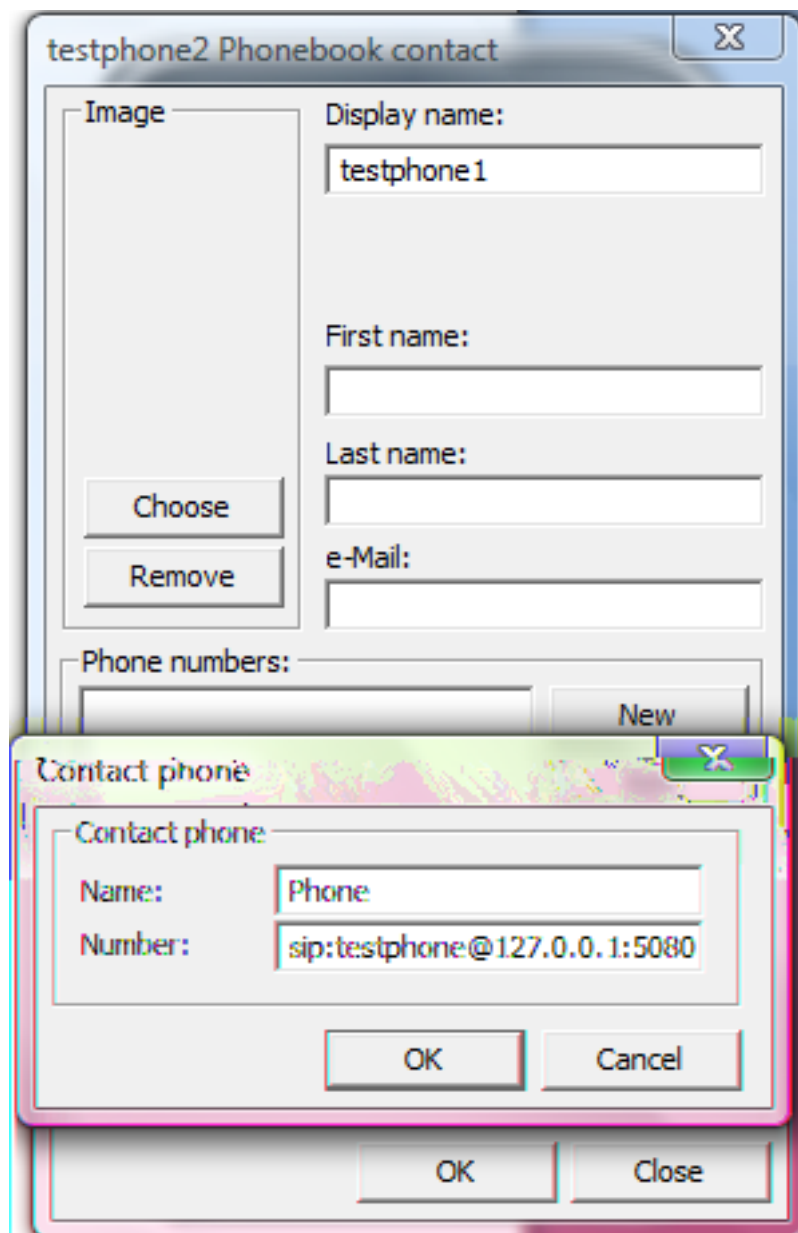 testphone2 Phonebook contact
Image
Display name:
testphone1
First name:
Last name:
Choose
e-Mail:
Remove
Phone numbers:
New
Contact phone
Contact phone
Name:
Phone
Number:
sip:testphone@127.0.0.1:5080
OK
Cancel
OK
Close